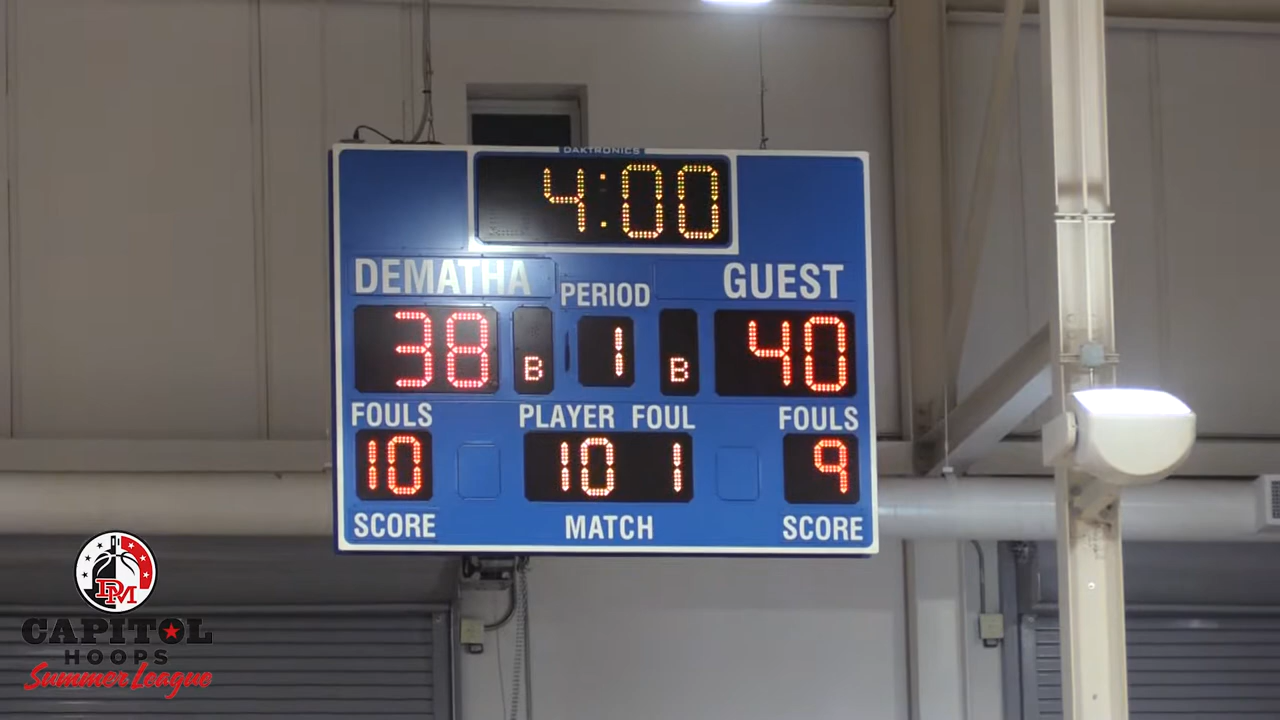 DAKTRONICS
4:00
DEMATHA PERIOD GUEST
38 B 1 B 40
FOULS PLAYER FOUL FOULS
10 10 1 9
SCORE MATCH SCORE
DM
CAPITOL
HOOPS
Summer League